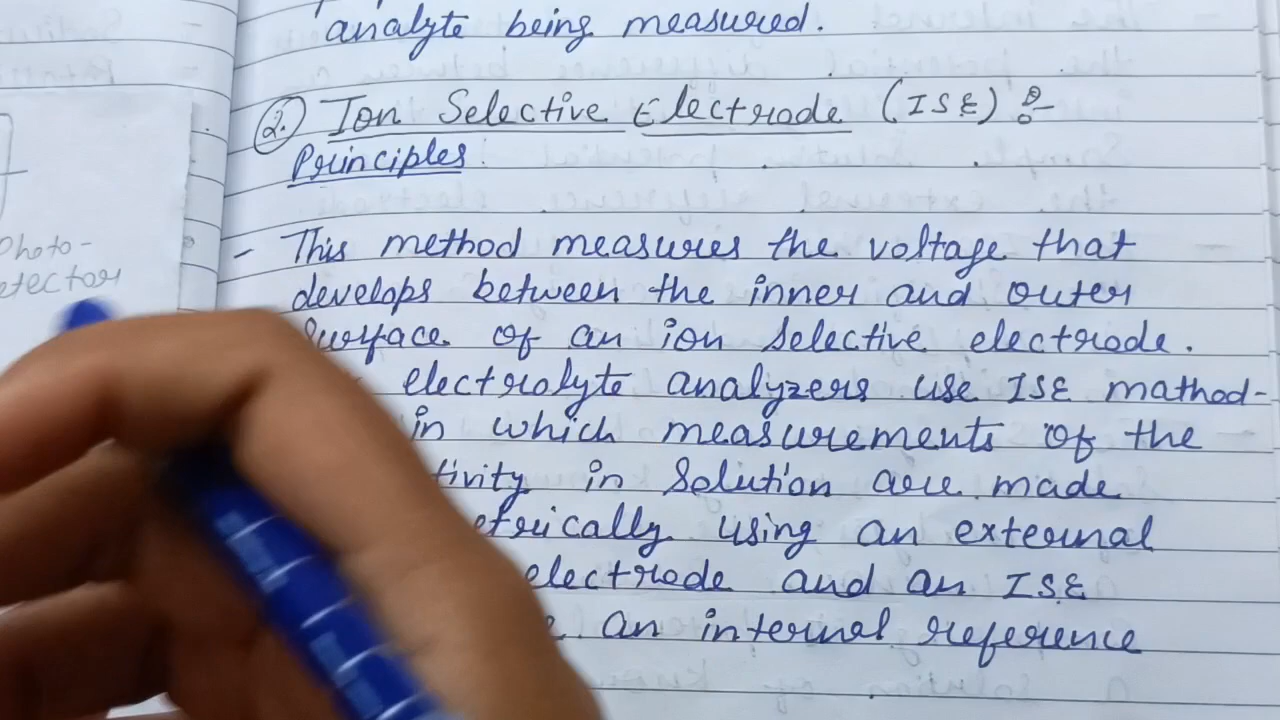 analyte being measured.
2. Ion Selective Electrode (ISE) :-
Principles.
- This method measures the voltage that
develops between the inner and outer
surface of an ion selective electrode.
electrolyte analyzers use ISE mathod-
in which measurements of the
tivity in Solution are made
etrically using an external
electrode and an ISE
an internal reference
Photo-
etector